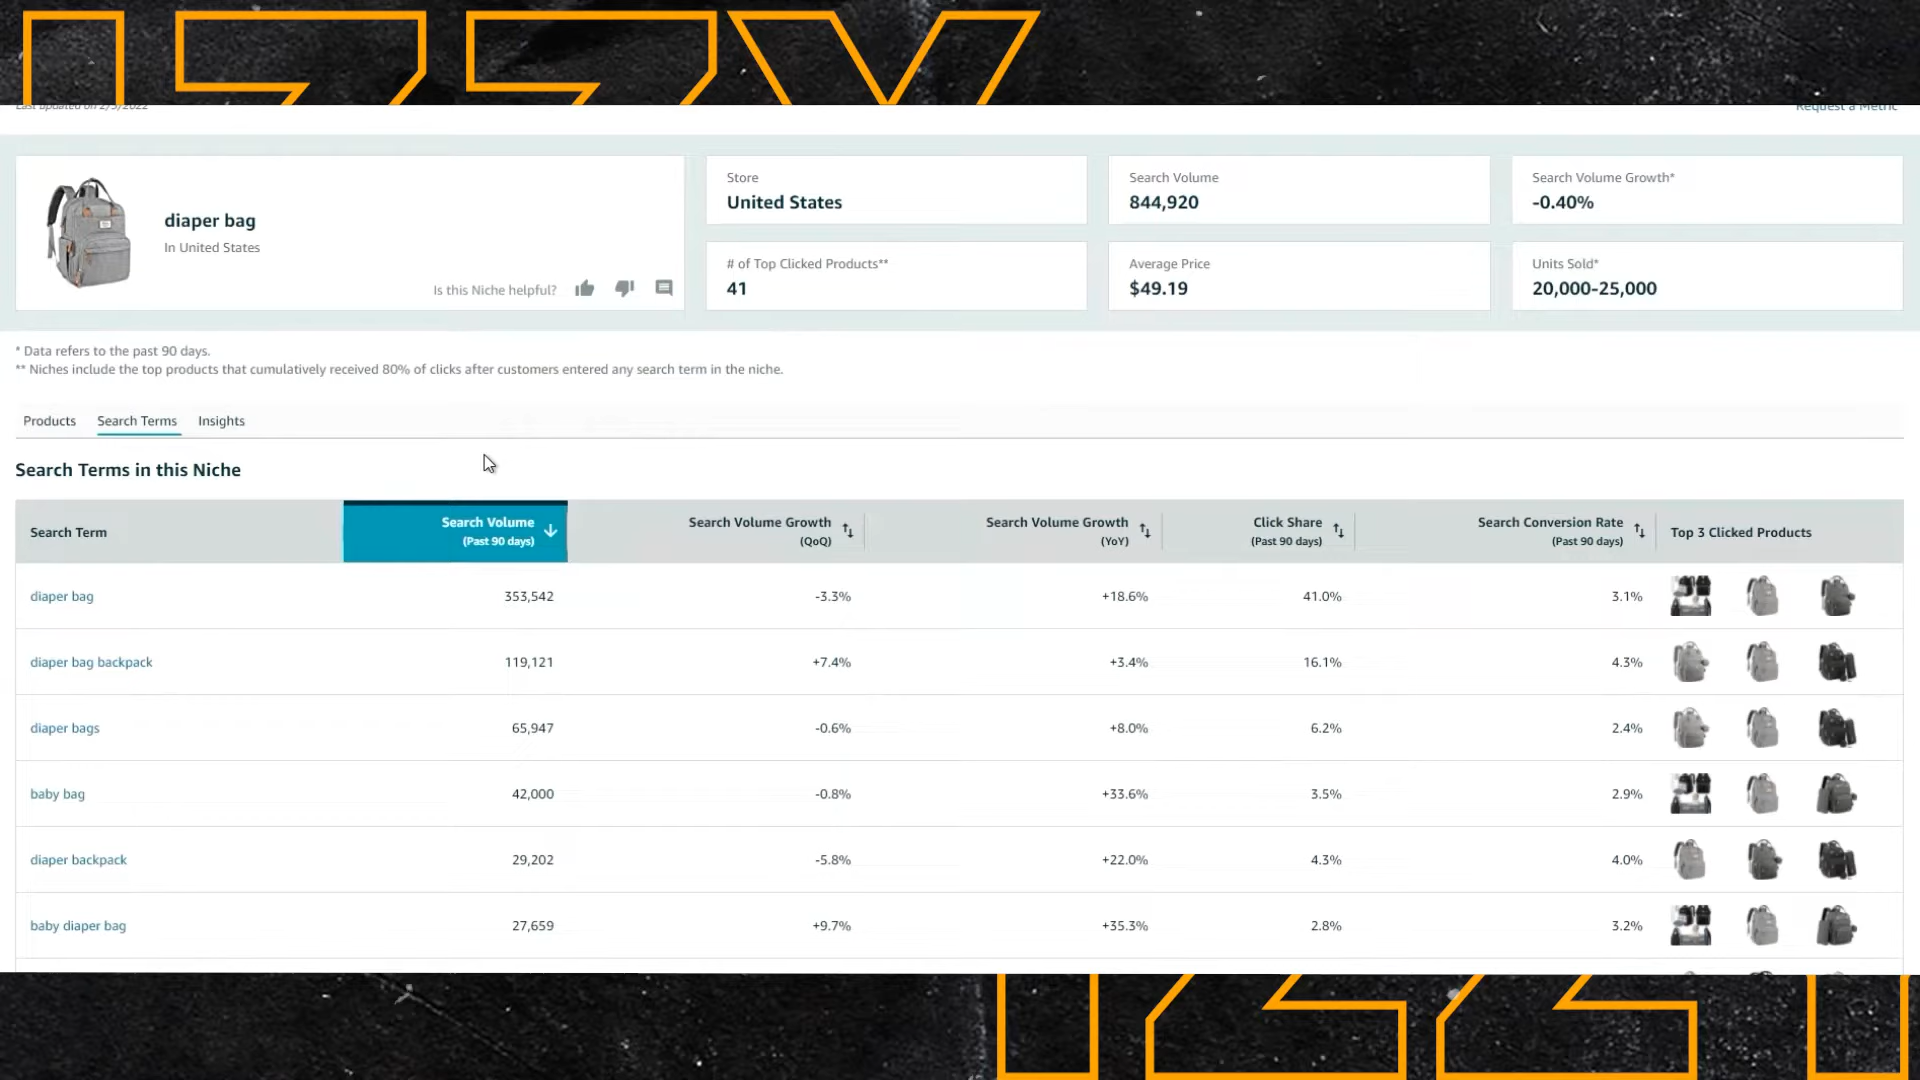 Last updated on 2/5/2022
Request a Metric
diaper bag
In United States
Is this Niche helpful?
Store
United States
Search Volume
844,920
Search Volume Growth*
-0.40%
# of Top Clicked Products**
41
Average Price
$49.19
Units Sold*
20,000-25,000
* Data refers to the past 90 days.
** Niches include the top products that cumulatively received 80% of clicks after customers entered any search term in the niche.
Products Search Terms Insights
Search Terms in this Niche
Search Term
Search Volume
(Past 90 days)
Search Volume Growth
(QoQ)
Search Volume Growth
(YoY)
Click Share
(Past 90 days)
Search Conversion Rate
(Past 90 days)
Top 3 Clicked Products
diaper bag 353,542 -3.3% +18.6% 41.0% 3.1%
diaper bag backpack 119,121 +7.4% +3.4% 16.1% 4.3%
diaper bags 65,947 -0.6% +8.0% 6.2% 2.4%
baby bag 42,000 -0.8% +33.6% 3.5% 2.9%
diaper backpack 29,202 -5.8% +22.0% 4.3% 4.0%
baby diaper bag 27,659 +9.7% +35.3% 2.8% 3.2%